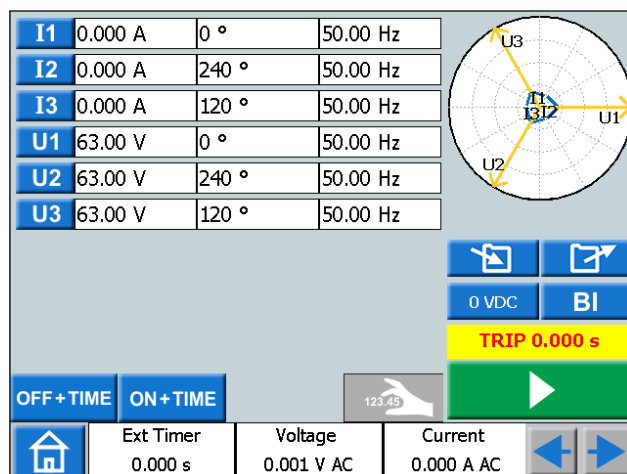 I1 0.000 A 0 ° 50.00 Hz
I2 0.000 A 240 ° 50.00 Hz
I3 0.000 A 120 ° 50.00 Hz
U1 63.00 V 0 ° 50.00 Hz
U2 63.00 V 240 ° 50.00 Hz
U3 63.00 V 120 ° 50.00 Hz
U3
I1
I3 I2
U1
U2
0 VDC BI
TRIP 0.000 s
OFF+TIME ON+TIME 123.45
Ext Timer Voltage Current
0.000 s 0.001 V AC 0.000 A AC